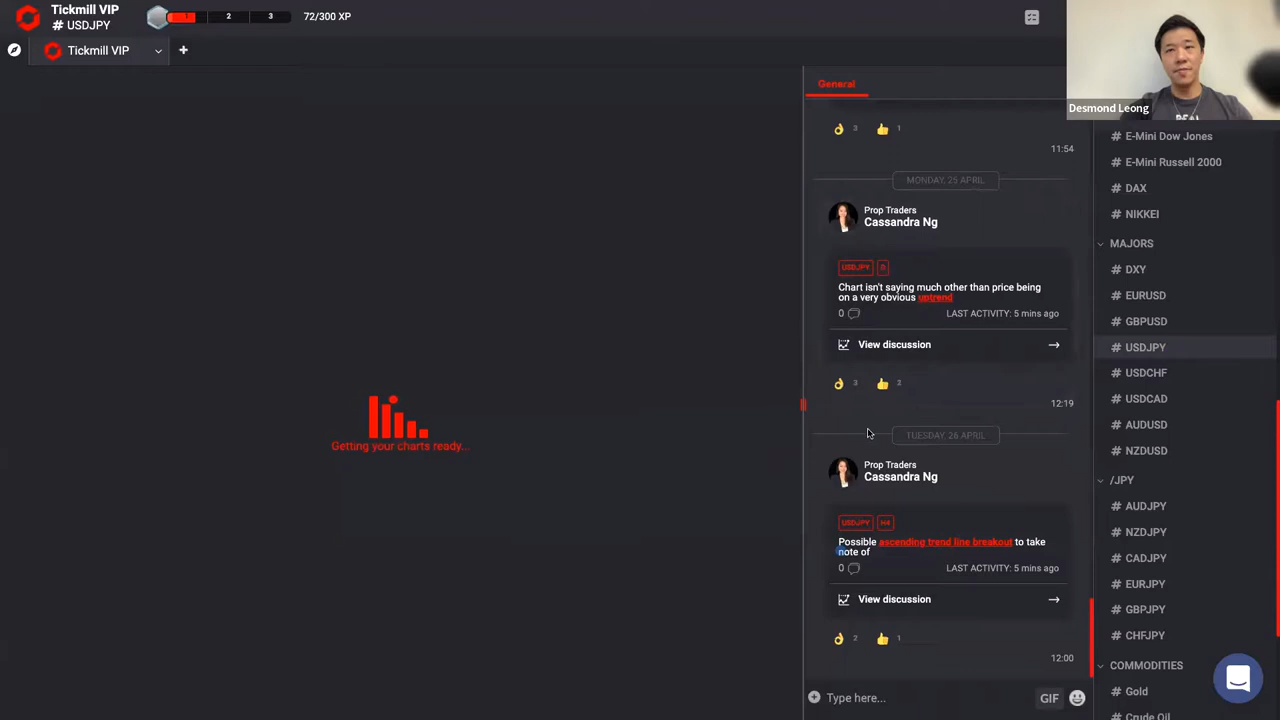 Tickmill VIP
# USDJPY
1 2 3 72/300 XP
Tickmill VIP
+
Getting your charts ready...
General
3 1
11:54
MONDAY, 25 APRIL
Prop Traders
Cassandra Ng
USDJPY D
Chart isn't saying much other than price being
on a very obvious uptrend
0 LAST ACTIVITY: 5 mins ago
View discussion →
3 2
12:19
TUESDAY, 26 APRIL
Prop Traders
Cassandra Ng
USDJPY H4
Possible ascending trend line breakout to take
note of
0 LAST ACTIVITY: 5 mins ago
View discussion →
2 1
12:00
Type here...
GIF
Desmond Leong
# E-Mini Dow Jones
# E-Mini Russell 2000
# DAX
# NIKKEI
MAJORS
# DXY
# EURUSD
# GBPUSD
# USDJPY
# USDCHF
# USDCAD
# AUDUSD
# NZDUSD
/JPY
# AUDJPY
# NZDJPY
# CADJPY
# EURJPY
# GBPJPY
# CHFJPY
COMMODITIES
# Gold
# Crude Oil